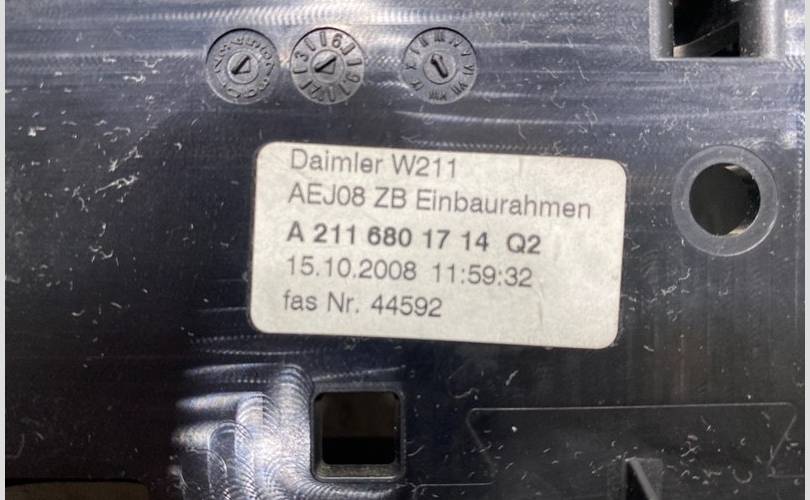 Daimler W211
AEJ08 ZB Einbaurahmen
A 211 680 17 14 Q2
15.10.2008 11:59:32
fas Nr. 44592